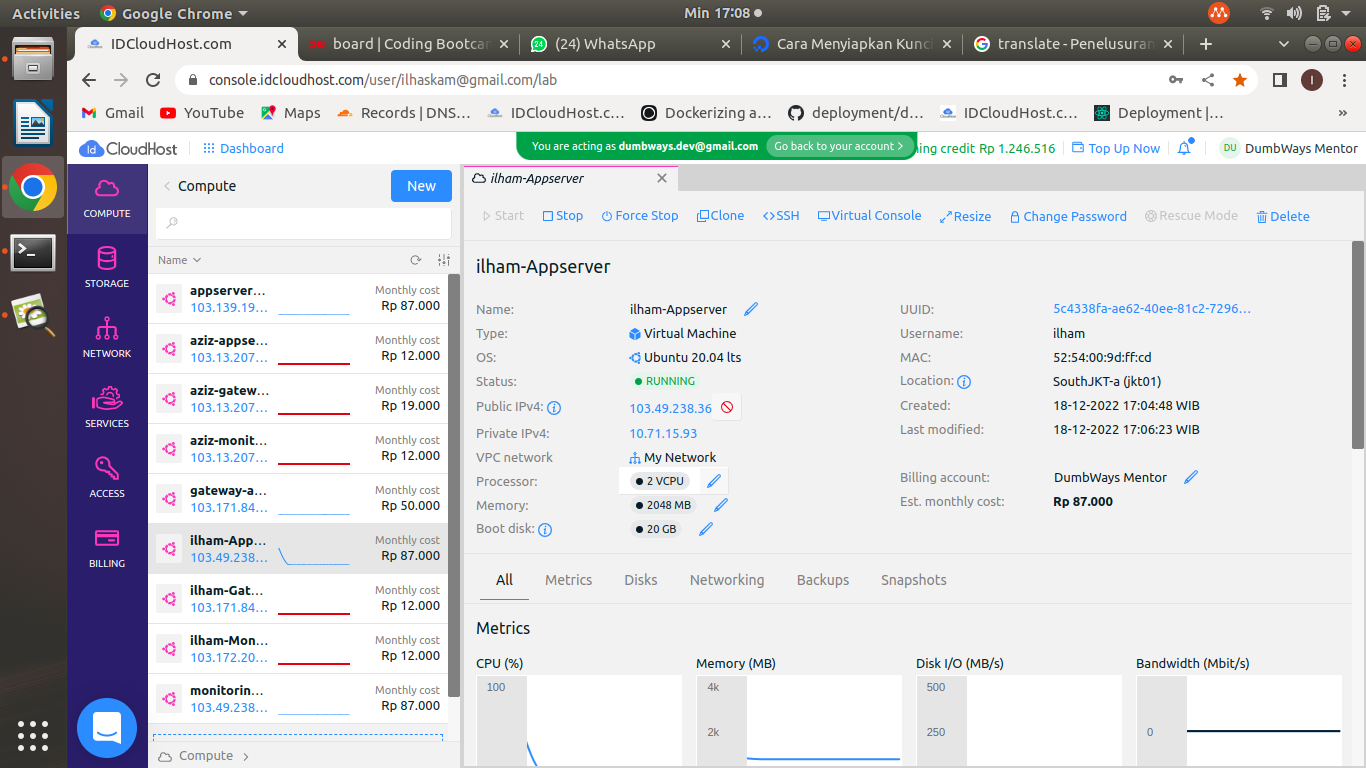 Activities
Google Chrome
Min 17:08
IDCloudHost.com
board | Coding Bootcar
(24) WhatsApp
Cara Menyiapkan Kunci
translate - Penelusuran
console.idcloudhost.com/user/ilhaskam@gmail.com/lab
I
Gmail
YouTube
Maps
Records | DNS...
IDCloudHost.c...
Dockerizing a...
deployment/d...
IDCloudHost.c...
Deployment |...
»
Id CloudHost
Dashboard
You are acting as dumbways.dev@gmail.com
Go back to your account >
ning credit Rp 1.246.516
Top Up Now
DU
DumbWays Mentor
COMPUTE
STORAGE
NETWORK
SERVICES
ACCESS
BILLING
Compute
New
Name
appserver...
103.139.19...
Monthly cost
Rp 87.000
aziz-appse...
103.13.207...
Monthly cost
Rp 12.000
aziz-gatew...
103.13.207...
Monthly cost
Rp 19.000
aziz-monit...
103.13.207...
Monthly cost
Rp 12.000
gateway-a...
103.171.84...
Monthly cost
Rp 50.000
ilham-App...
103.49.238...
Monthly cost
Rp 87.000
ilham-Gat...
103.171.84...
Monthly cost
Rp 12.000
ilham-Mon...
103.172.20...
Monthly cost
Rp 12.000
monitorin...
103.49.238...
Monthly cost
Rp 87.000
Compute
ilham-Appserver
Start
Stop
Force Stop
Clone
SSH
Virtual Console
Resize
Change Password
Rescue Mode
Delete
ilham-Appserver
Name: ilham-Appserver
Type: Virtual Machine
OS: Ubuntu 20.04 lts
Status: RUNNING
Public IPv4: 103.49.238.36
Private IPv4: 10.71.15.93
VPC network My Network
Processor: 2 VCPU
Memory: 2048 MB
Boot disk: 20 GB
UUID: 5c4338fa-ae62-40ee-81c2-7296...
Username: ilham
MAC: 52:54:00:9d:ff:cd
Location: SouthJKT-a (jkt01)
Created: 18-12-2022 17:04:48 WIB
Last modified: 18-12-2022 17:06:23 WIB
Billing account: DumbWays Mentor
Est. monthly cost: Rp 87.000
All
Metrics
Disks
Networking
Backups
Snapshots
Metrics
CPU (%)
100
Memory (MB)
4k
2k
Disk I/O (MB/s)
500
250
Bandwidth (Mbit/s)
0